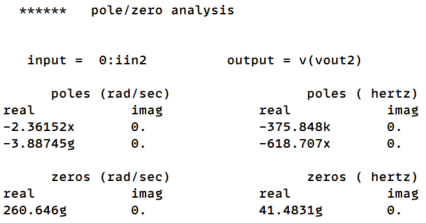 ****** pole/zero analysis
input = 0:iin2 output = v(vout2)
poles (rad/sec) poles ( hertz)
real imag real imag
-2.36152x 0. -375.848k 0.
-3.88745g 0. -618.707x 0.
zeros (rad/sec) zeros ( hertz)
real imag real imag
260.646g 0. 41.4831g 0.